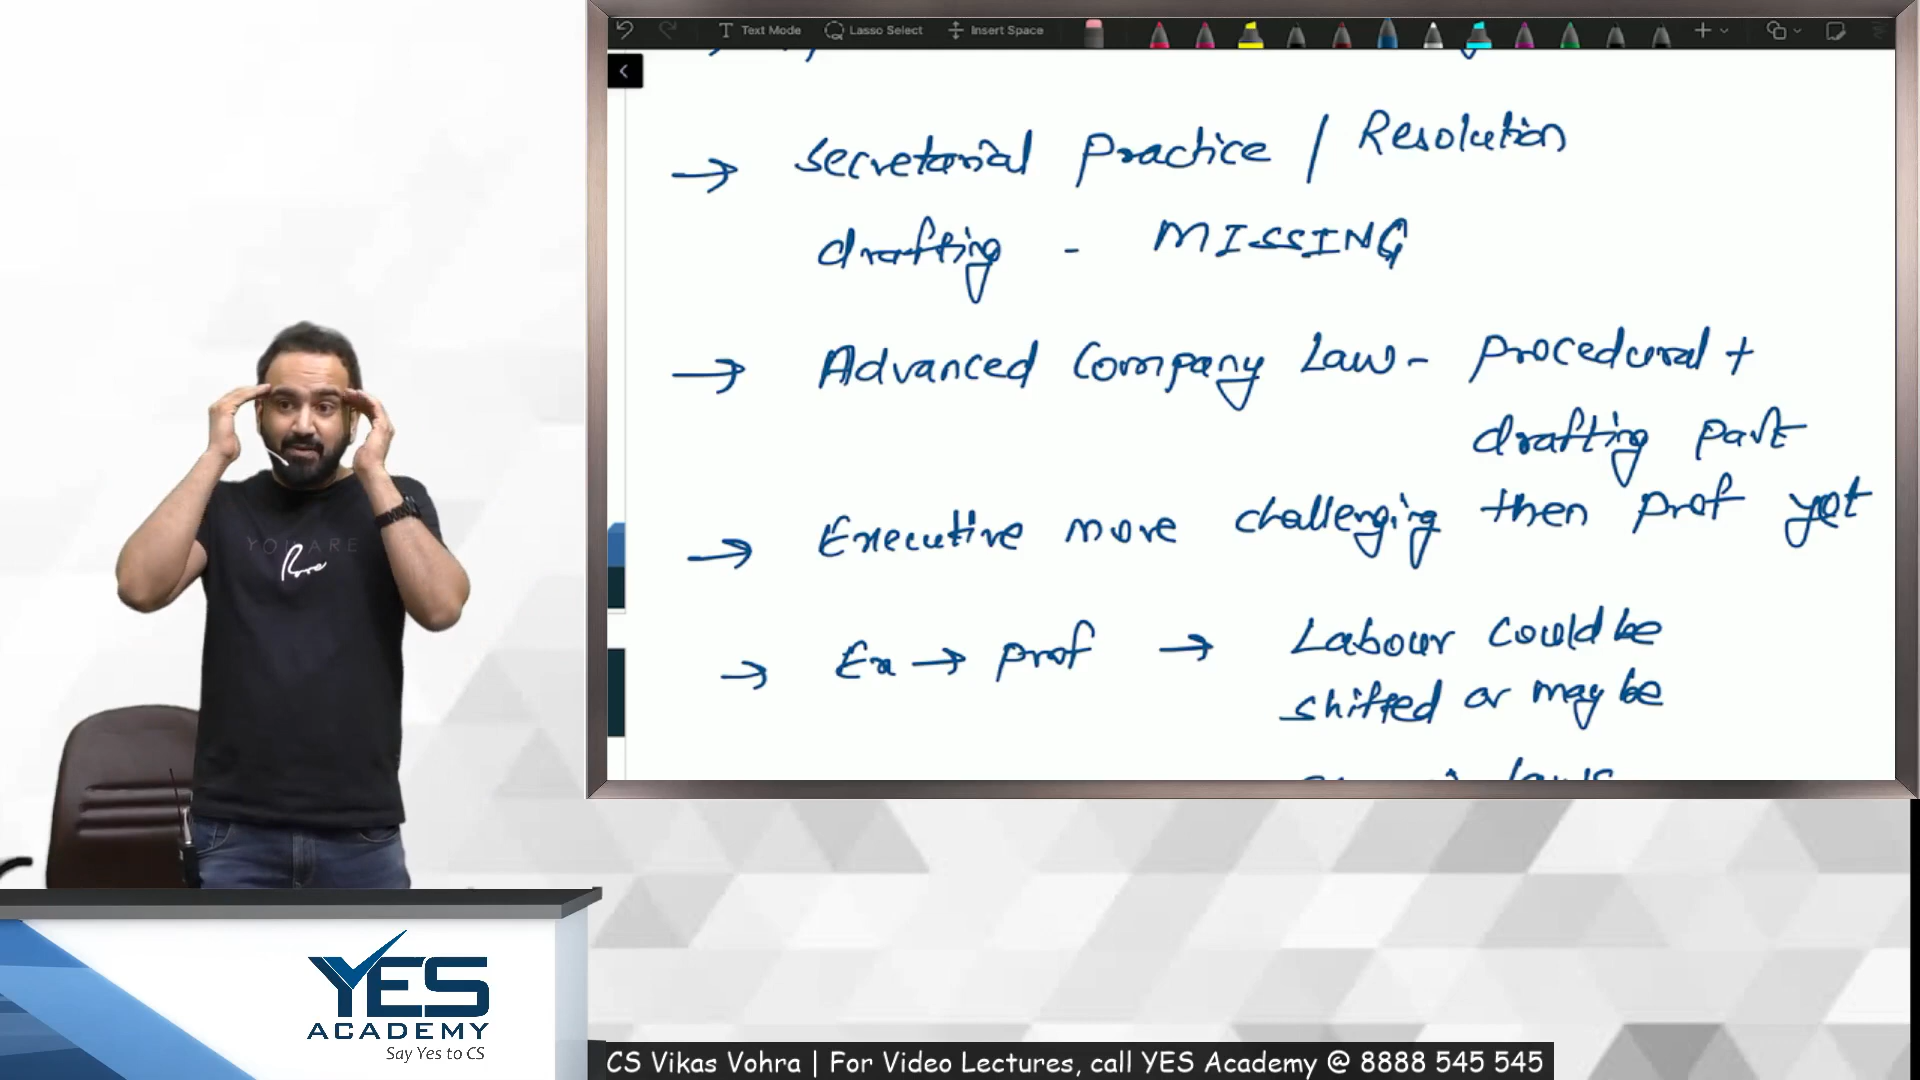 Text Mode Lasso Select Insert Space
→ Secretarial Practice / Resolution
drafting - MISSING
→ Advanced Company Law - procedural +
drafting part
→ Executive more challenging then prof yet
→ Ex → prof → Labour could be
shifted or may be
laws
YOU ARE
YES
ACADEMY
Say Yes to CS
CS Vikas Vohra | For Video Lectures, call YES Academy @ 8888 545 545